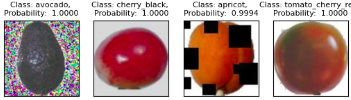 Class: avocado,
Probability: 1.0000
Class: cherry_black,
Probability: 1.0000
Class: apricot,
Probability: 0.9994
Class: tomato_cherry_re
Probability: 1.0000